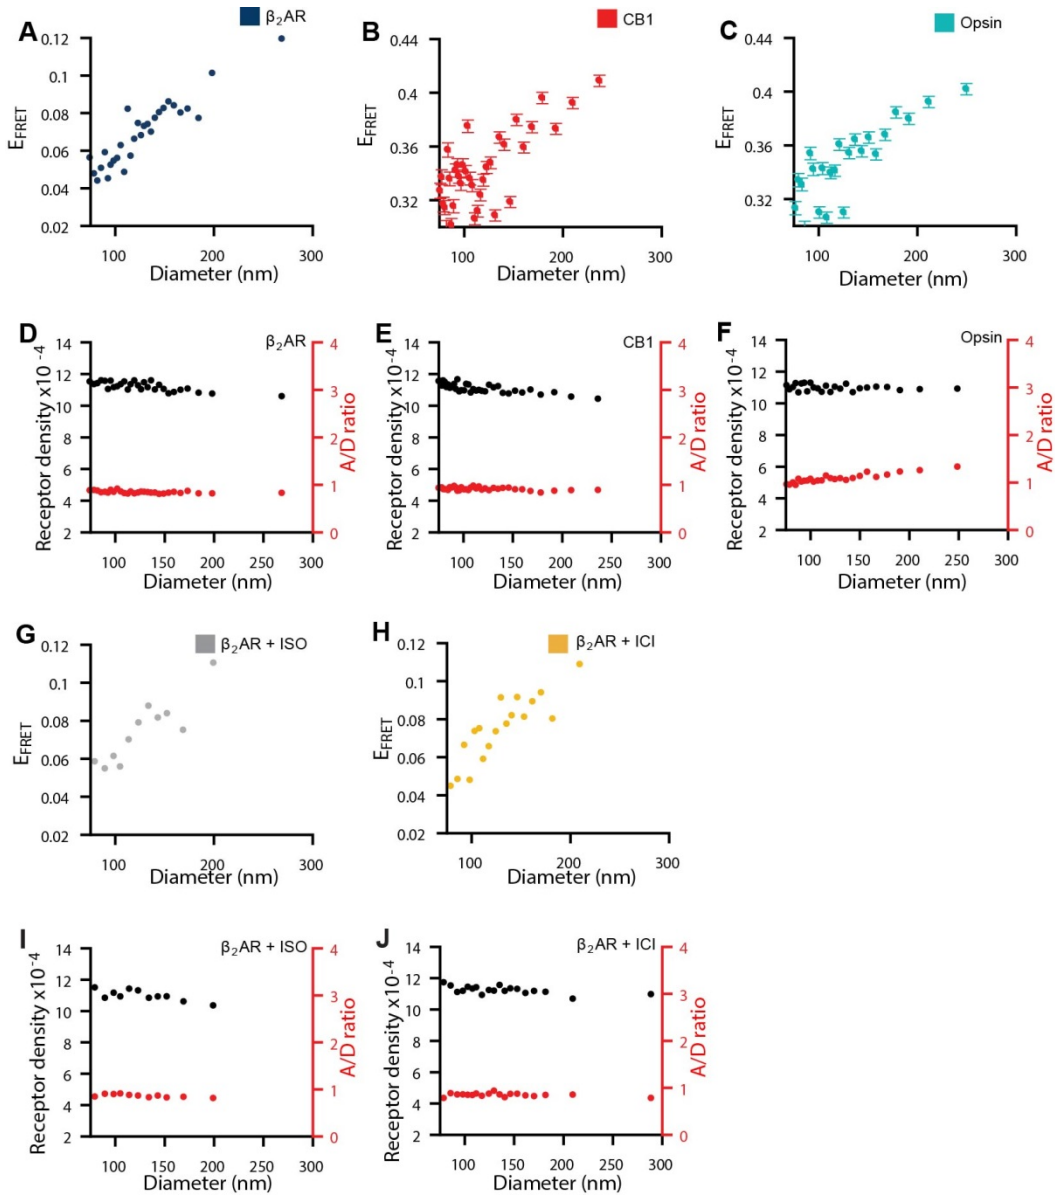 A
β₂AR
E_FRET
0.12
0.1
0.08
0.06
0.04
0.02
100
200
300
Diameter (nm)
B
CB1
E_FRET
0.44
0.4
0.36
0.32
100
200
300
Diameter (nm)
C
Opsin
E_FRET
0.44
0.4
0.36
0.32
100
200
300
Diameter (nm)
D
β₂AR
Receptor density x10⁻⁴
14
12
10
8
6
4
2
4
3
2
1
0
A/D ratio
100
150
200
250
300
Diameter (nm)
E
CB1
Receptor density x10⁻⁴
14
12
10
8
6
4
2
4
3
2
1
0
A/D ratio
100
150
200
250
300
Diameter (nm)
F
Opsin
Receptor density x10⁻⁴
14
12
10
8
6
4
2
4
3
2
1
0
A/D ratio
100
150
200
250
300
Diameter (nm)
G
β₂AR + ISO
E_FRET
0.12
0.1
0.08
0.06
0.04
0.02
100
200
300
Diameter (nm)
H
β₂AR + ICI
E_FRET
0.12
0.1
0.08
0.06
0.04
0.02
100
200
300
Diameter (nm)
I
β₂AR + ISO
Receptor density x10⁻⁴
14
12
10
8
6
4
2
4
3
2
1
0
A/D ratio
100
150
200
250
300
Diameter (nm)
J
β₂AR + ICI
Receptor density x10⁻⁴
14
12
10
8
6
4
2
4
3
2
1
0
A/D ratio
100
150
200
250
300
Diameter (nm)